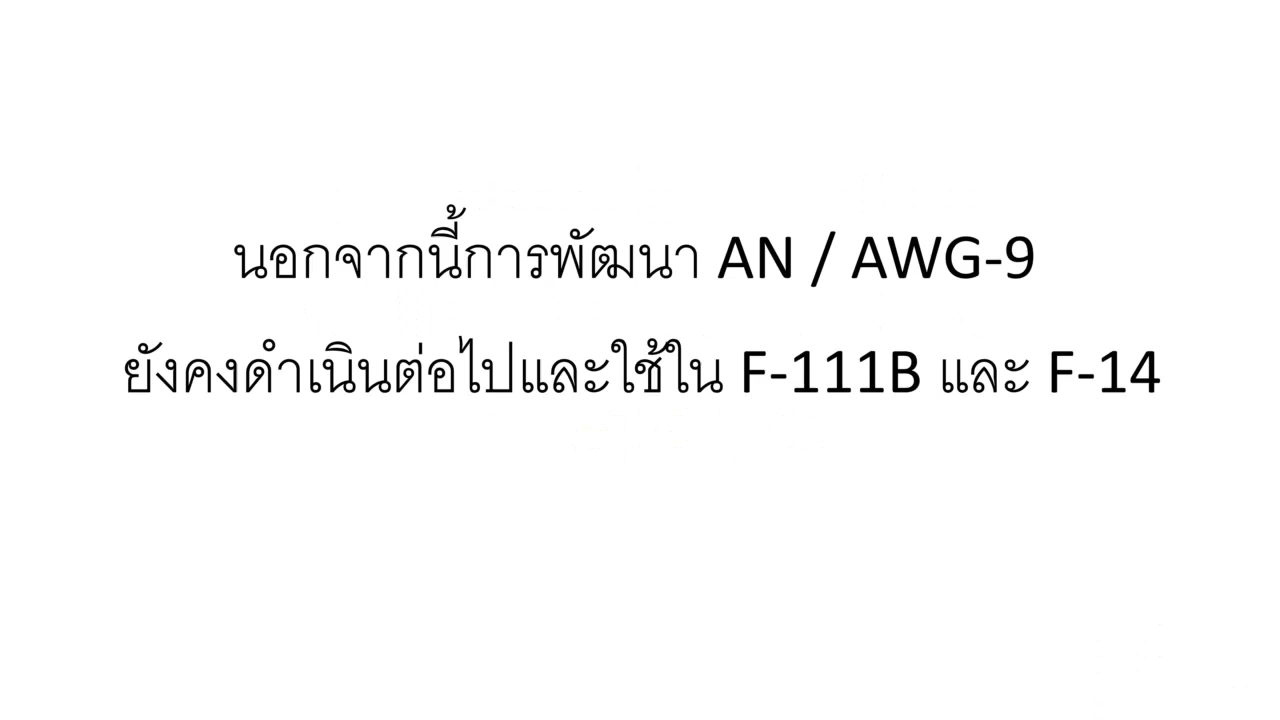 นอกจากนี้การพัฒนา AN / AWG-9
ยังคงดำเนินต่อไปและใช้ใน F-111B และ F-14